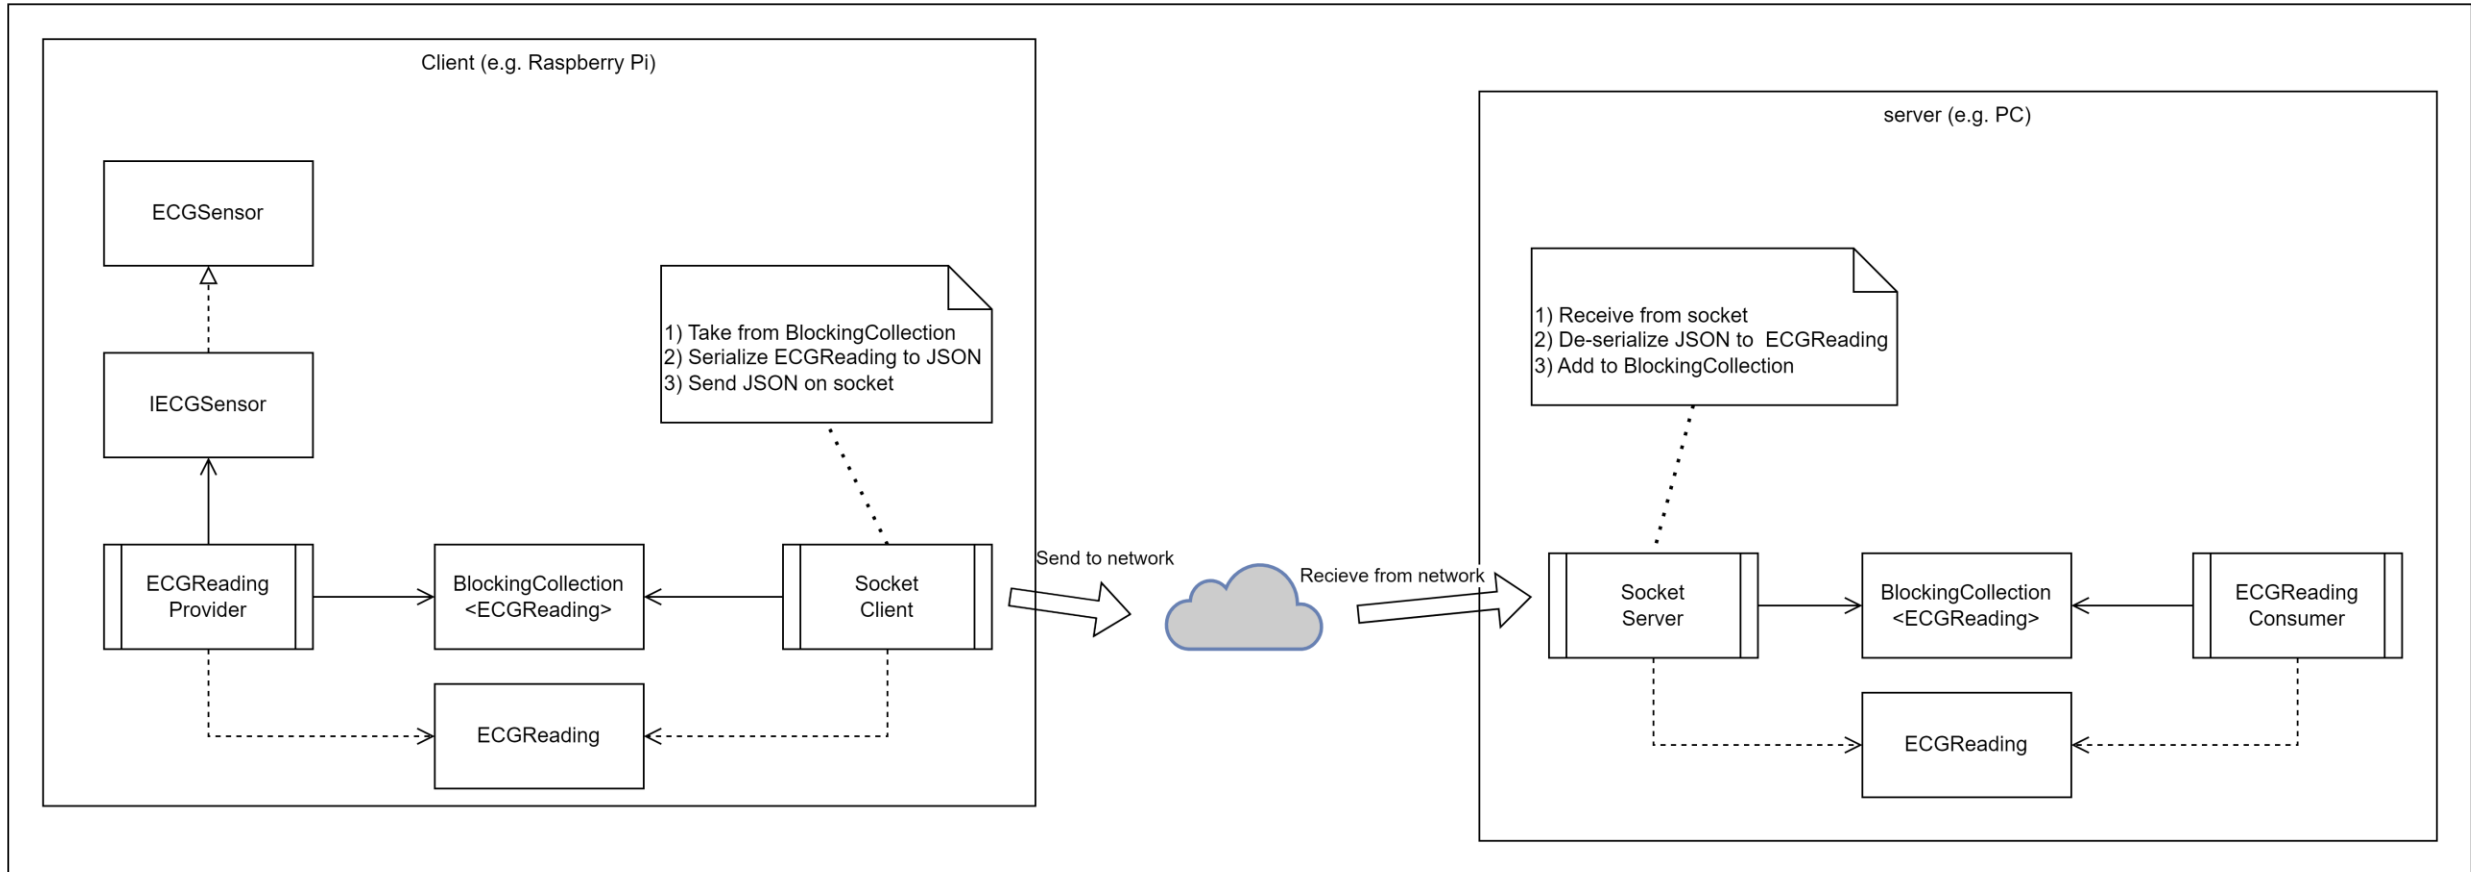 Client (e.g. Raspberry Pi)
ECGSensor
IECGSensor
1) Take from BlockingCollection
2) Serialize ECGReading to JSON
3) Send JSON on socket
ECGReading
Provider
BlockingCollection
<ECGReading>
Socket
Client
ECGReading
Send to network
Recieve from network
server (e.g. PC)
1) Receive from socket
2) De-serialize JSON to  ECGReading
3) Add to BlockingCollection
Socket
Server
BlockingCollection
<ECGReading>
ECGReading
Consumer
ECGReading